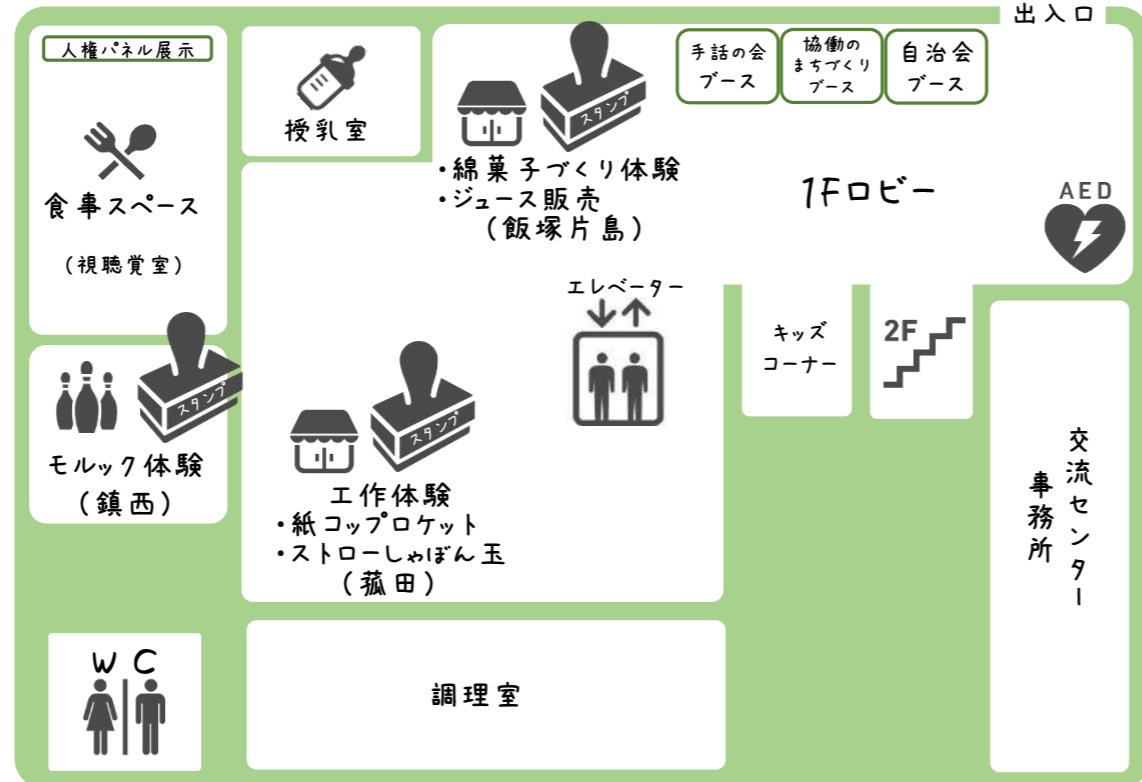 出入口
人権パネル展示
食事スペース
(視聴覚室)
授乳室
スタンプ
・綿菓子づくり体験
・ジュース販売
(飯塚片島)
手話の会
ブース
協働の
まちづくり
ブース
自治会
ブース
1Fロビー
AED
エレベーター
キッズ
コーナー
2F
スタンプ
モルック体験
(鎮西)
スタンプ
工作体験
・紙コップロケット
・ストローしゃぼん玉
(菰田)
交流センター
事務所
WC
調理室